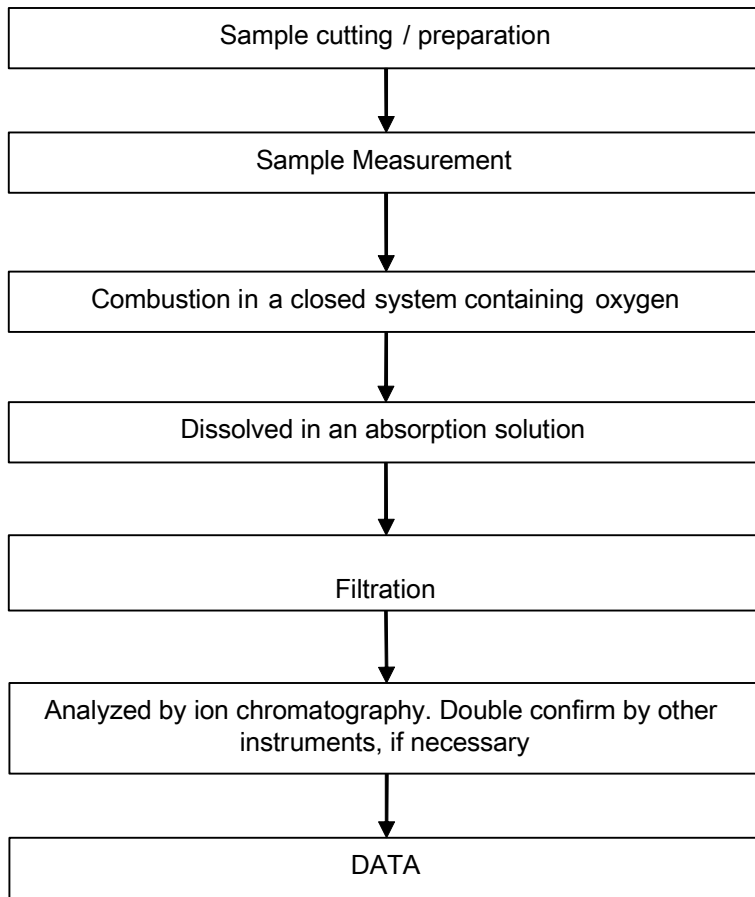 Sample cutting / preparation
Sample Measurement
Combustion in a closed system containing oxygen
Dissolved in an absorption solution
Filtration
Analyzed by ion chromatography. Double confirm by other
instruments, if necessary
DATA